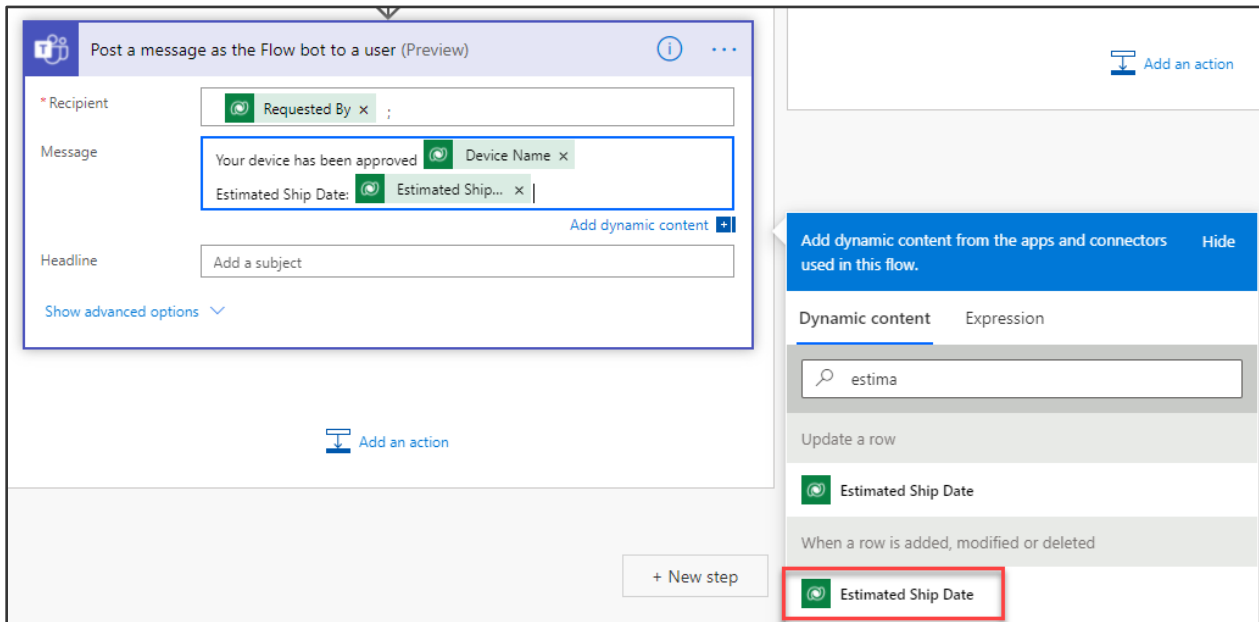 Post a message as the Flow bot to a user (Preview)
* Recipient
Requested By × ;
Message
Your device has been approved Device Name ×
Estimated Ship Date: Estimated Ship... ×
Add dynamic content
Headline
Add a subject
Show advanced options
Add an action
+ New step
Add an action
Add dynamic content from the apps and connectors
used in this flow.
Hide
Dynamic content
Expression
estima
Update a row
Estimated Ship Date
When a row is added, modified or deleted
Estimated Ship Date